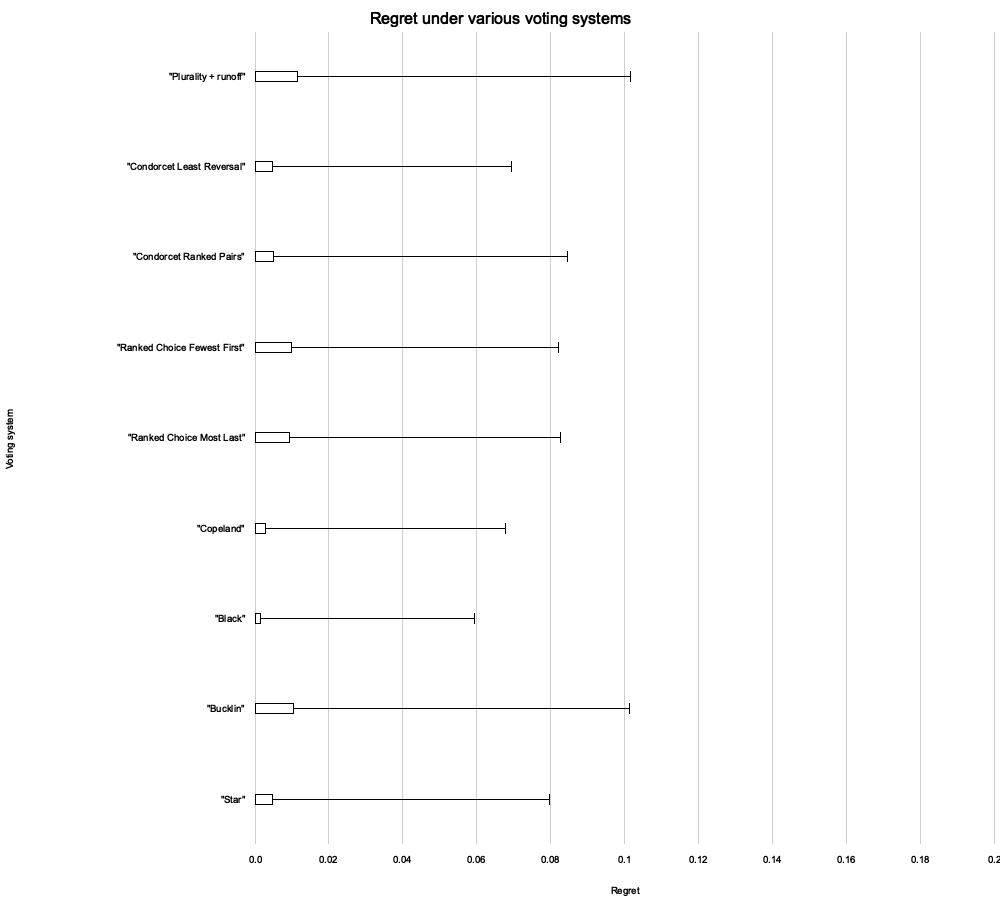 Regret under various voting systems
"Plurality + runoff"
"Condorcet Least Reversal"
"Condorcet Ranked Pairs"
"Ranked Choice Fewest First"
"Ranked Choice Most Last"
"Copeland"
"Black"
"Bucklin"
"Star"
Voting system
0.0 0.02 0.04 0.06 0.08 0.1 0.12 0.14 0.16 0.18 0.2
Regret